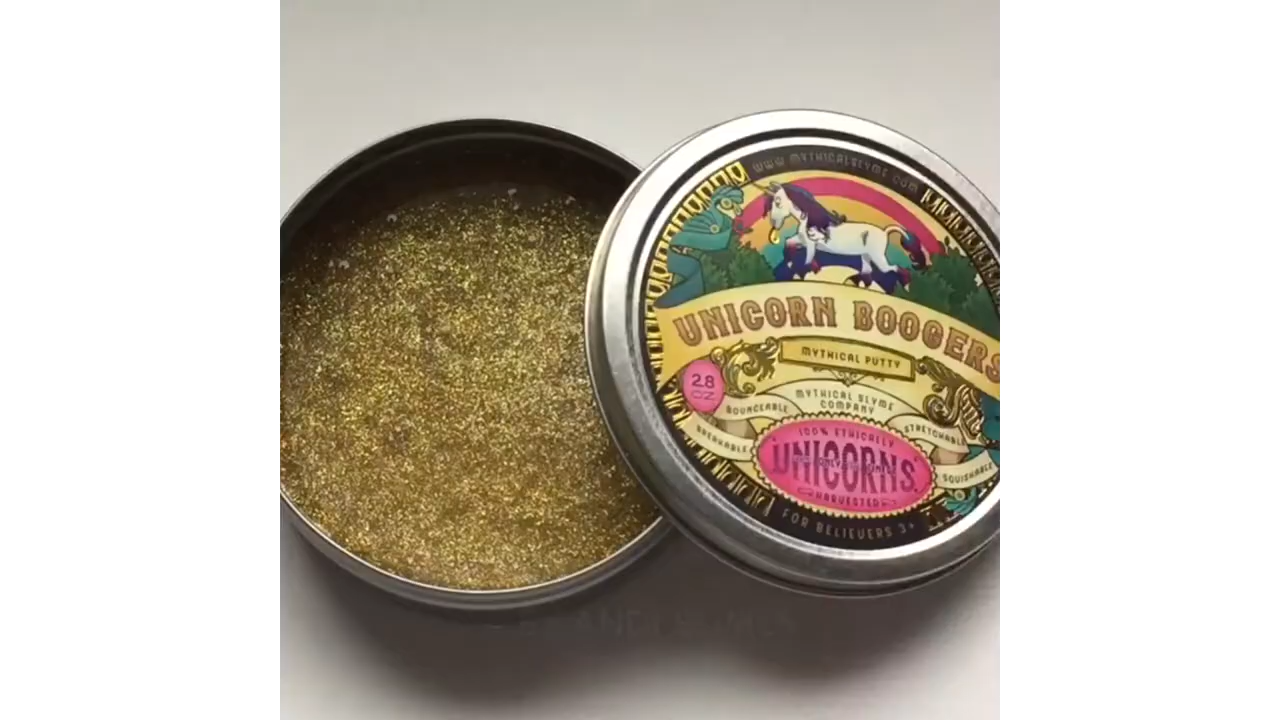 WWW.MYTHICALSLYME.COM
UNICORN BOOGERS
MYTHICAL PUTTY
2.8
OZ
MYTHICAL SLYME
COMPANY
BOUNCEABLE
STRETCHABLE
BREAKABLE
SQUISHABLE
100% ETHICALLY
UNICORNS
HARVESTED
FOR BELIEVERS 3+